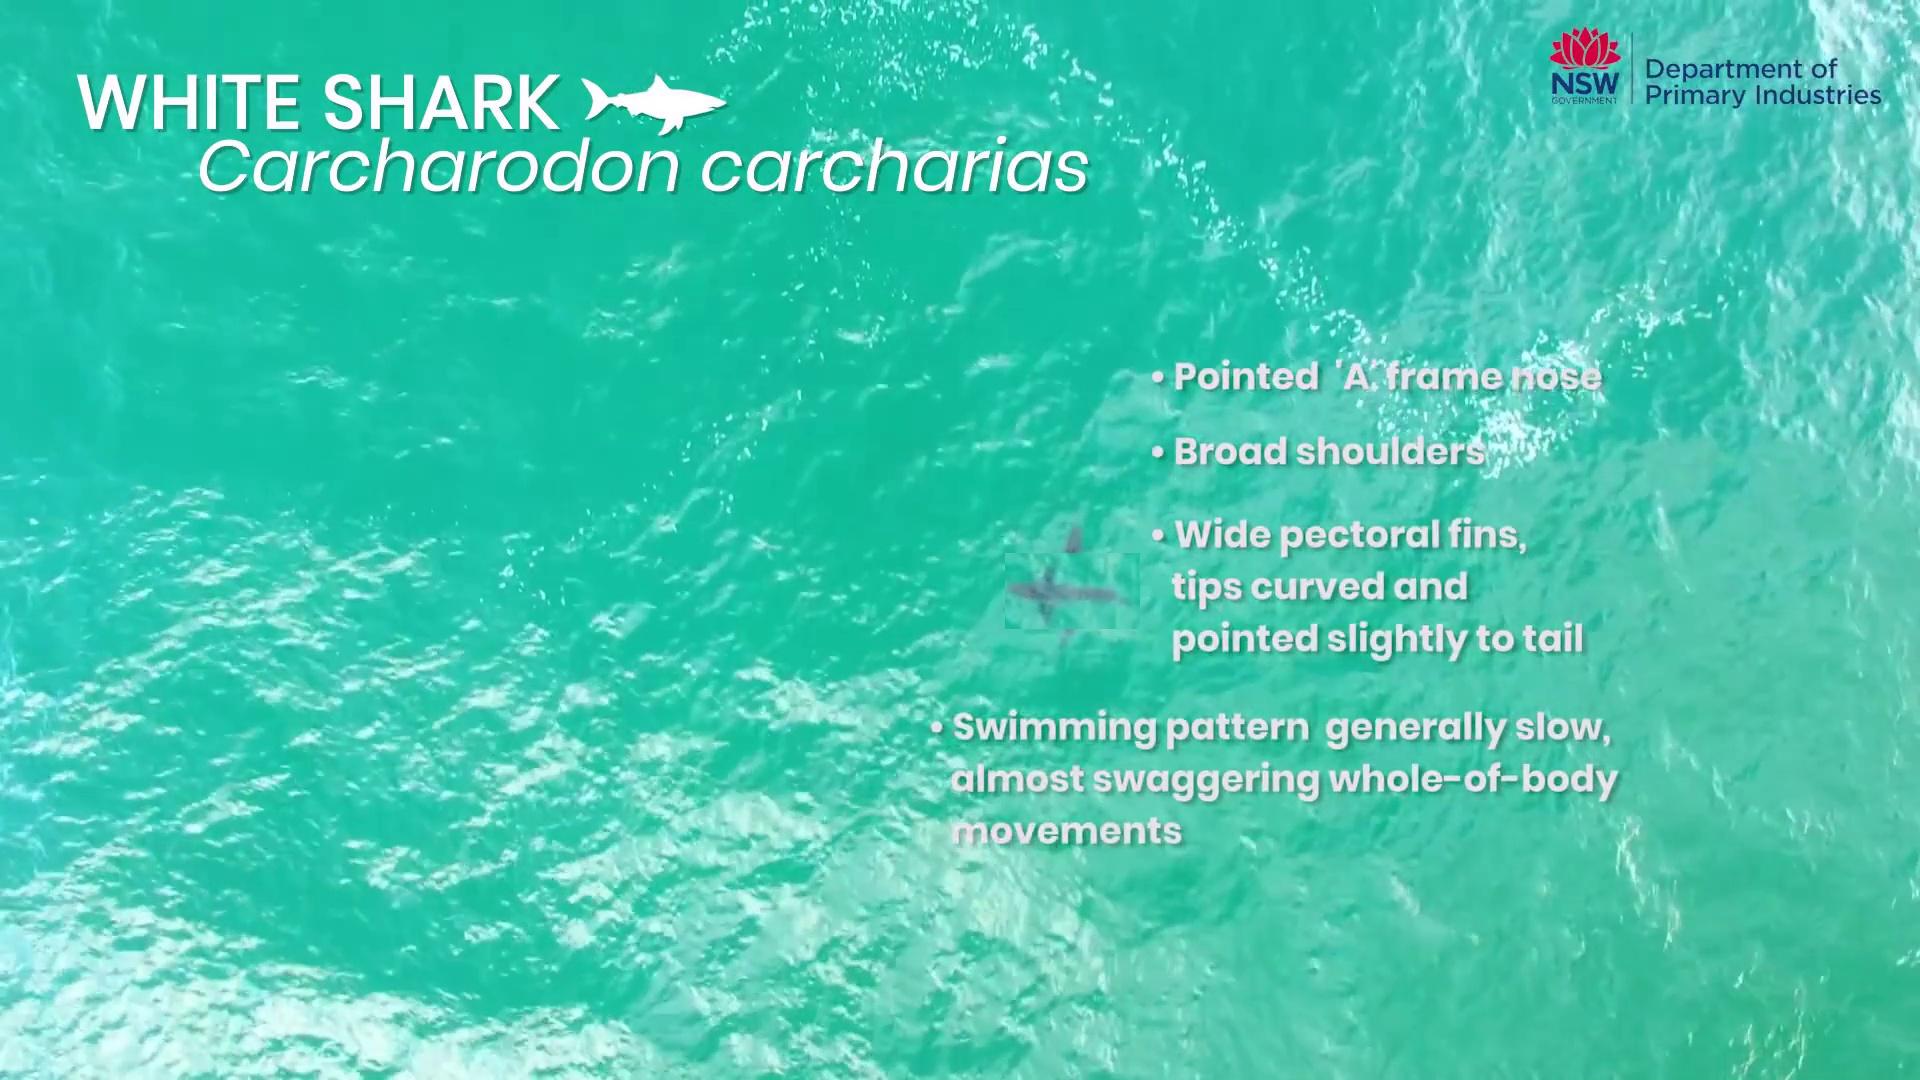 WHITE SHARK
Carcharodon carcharias
NSW
GOVERNMENT
Department of
Primary Industries
• Pointed 'A' frame nose
• Broad shoulders
• Wide pectoral fins,
tips curved and
pointed slightly to tail
• Swimming pattern generally slow,
almost swaggering whole-of-body
movements